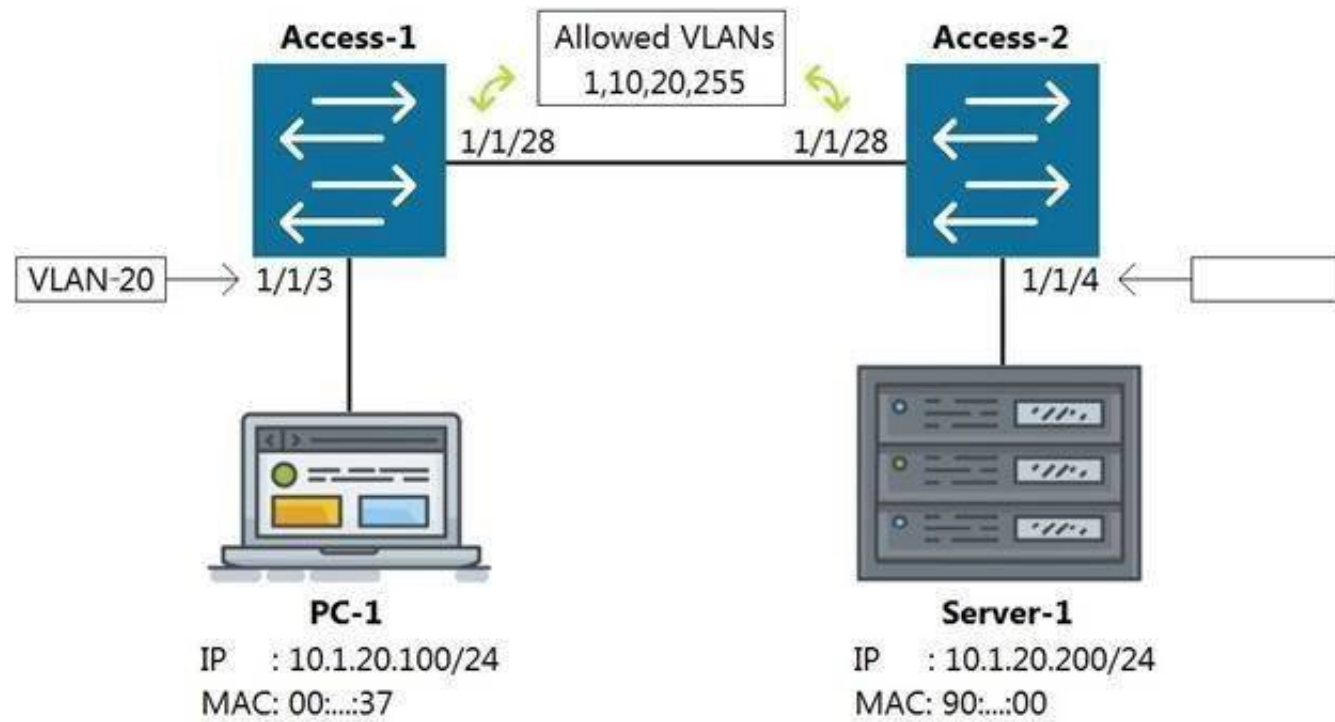 Access-1
Allowed VLANs
1,10,20,255
Access-2
1/1/28
1/1/28
VLAN-20
1/1/3
1/1/4
PC-1
IP : 10.1.20.100/24
MAC: 00:...:37
Server-1
IP : 10.1.20.200/24
MAC: 90:...:00